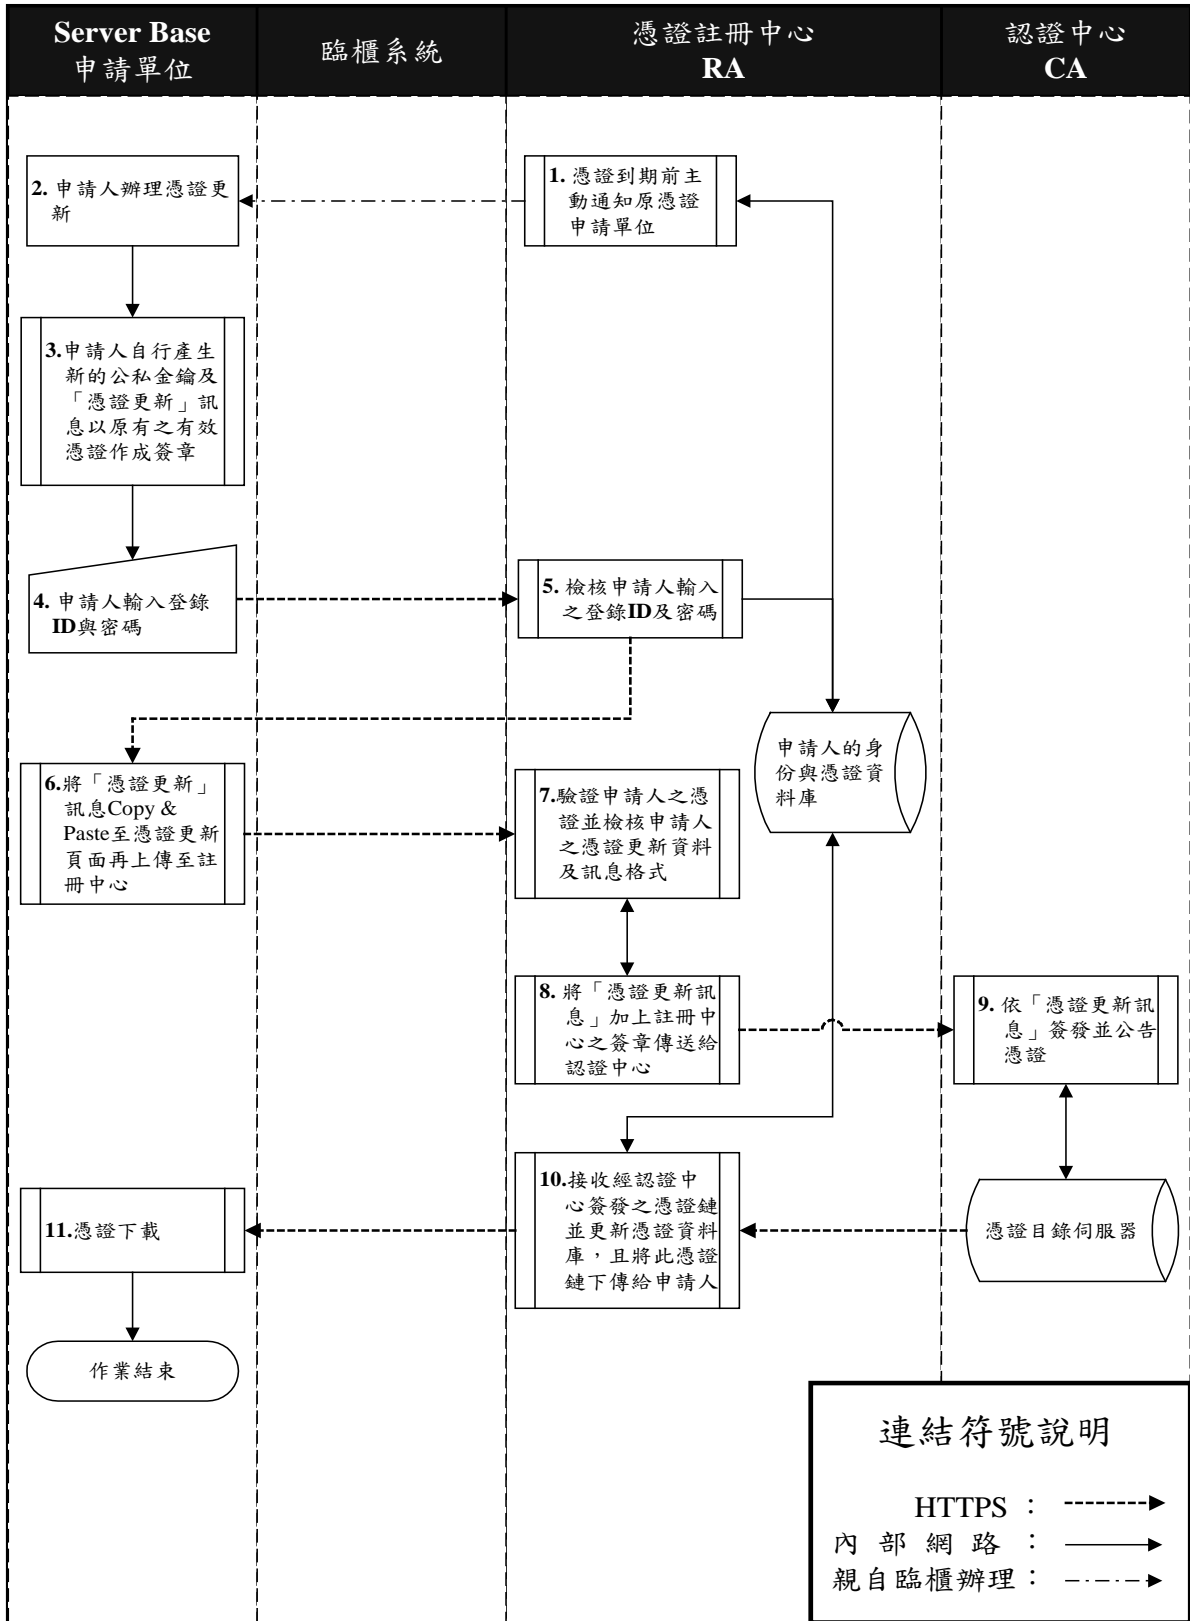 Server Base
申請單位
臨櫃系統
憑證註冊中心
RA
認證中心
CA
1. 憑證到期前主
動通知原憑證
申請單位
2. 申請人辦理憑證更
新
3.申請人自行產生
新的公私金鑰及
「憑證更新」訊
息以原有之有效
憑證作成簽章
4. 申請人輸入登錄
ID與密碼
5. 檢核申請人輸入
之登錄ID及密碼
申請人的身
份與憑證資
料庫
6.將「憑證更新」
訊息Copy &
Paste至憑證更新
頁面再上傳至註
冊中心
7.驗證申請人之憑
證並檢核申請人
之憑證更新資料
及訊息格式
8. 將「憑證更新訊
息」加上註冊中
心之簽章傳送給
認證中心
9. 依「憑證更新訊
息」簽發並公告
憑證
10.接收經認證中
心簽發之憑證鏈
並更新憑證資料
庫，且將此憑證
鏈下傳給申請人
憑證目錄伺服器
11.憑證下載
作業結束
連結符號說明
HTTPS：
內部網路：
親自臨櫃辦理：